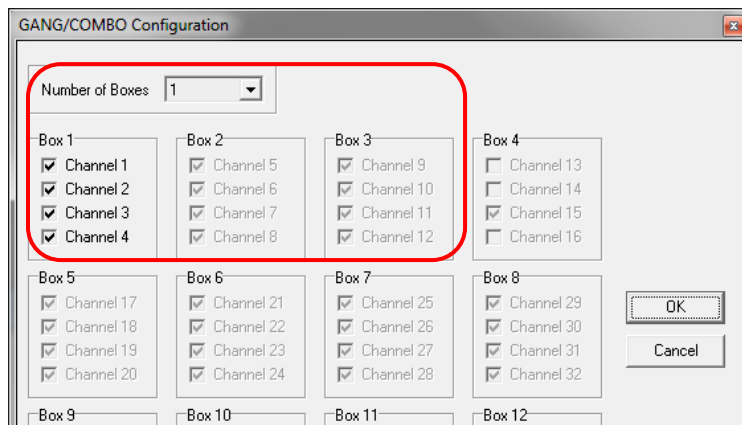 GANG/COMBO Configuration
Number of Boxes 1
Box 1
Channel 1
Channel 2
Channel 3
Channel 4
Box 2
Channel 5
Channel 6
Channel 7
Channel 8
Box 3
Channel 9
Channel 10
Channel 11
Channel 12
Box 4
Channel 13
Channel 14
Channel 15
Channel 16
Box 5
Channel 17
Channel 18
Channel 19
Channel 20
Box 6
Channel 21
Channel 22
Channel 23
Channel 24
Box 7
Channel 25
Channel 26
Channel 27
Channel 28
Box 8
Channel 29
Channel 30
Channel 31
Channel 32
OK
Cancel
Box 9
Box 10
Box 11
Box 12